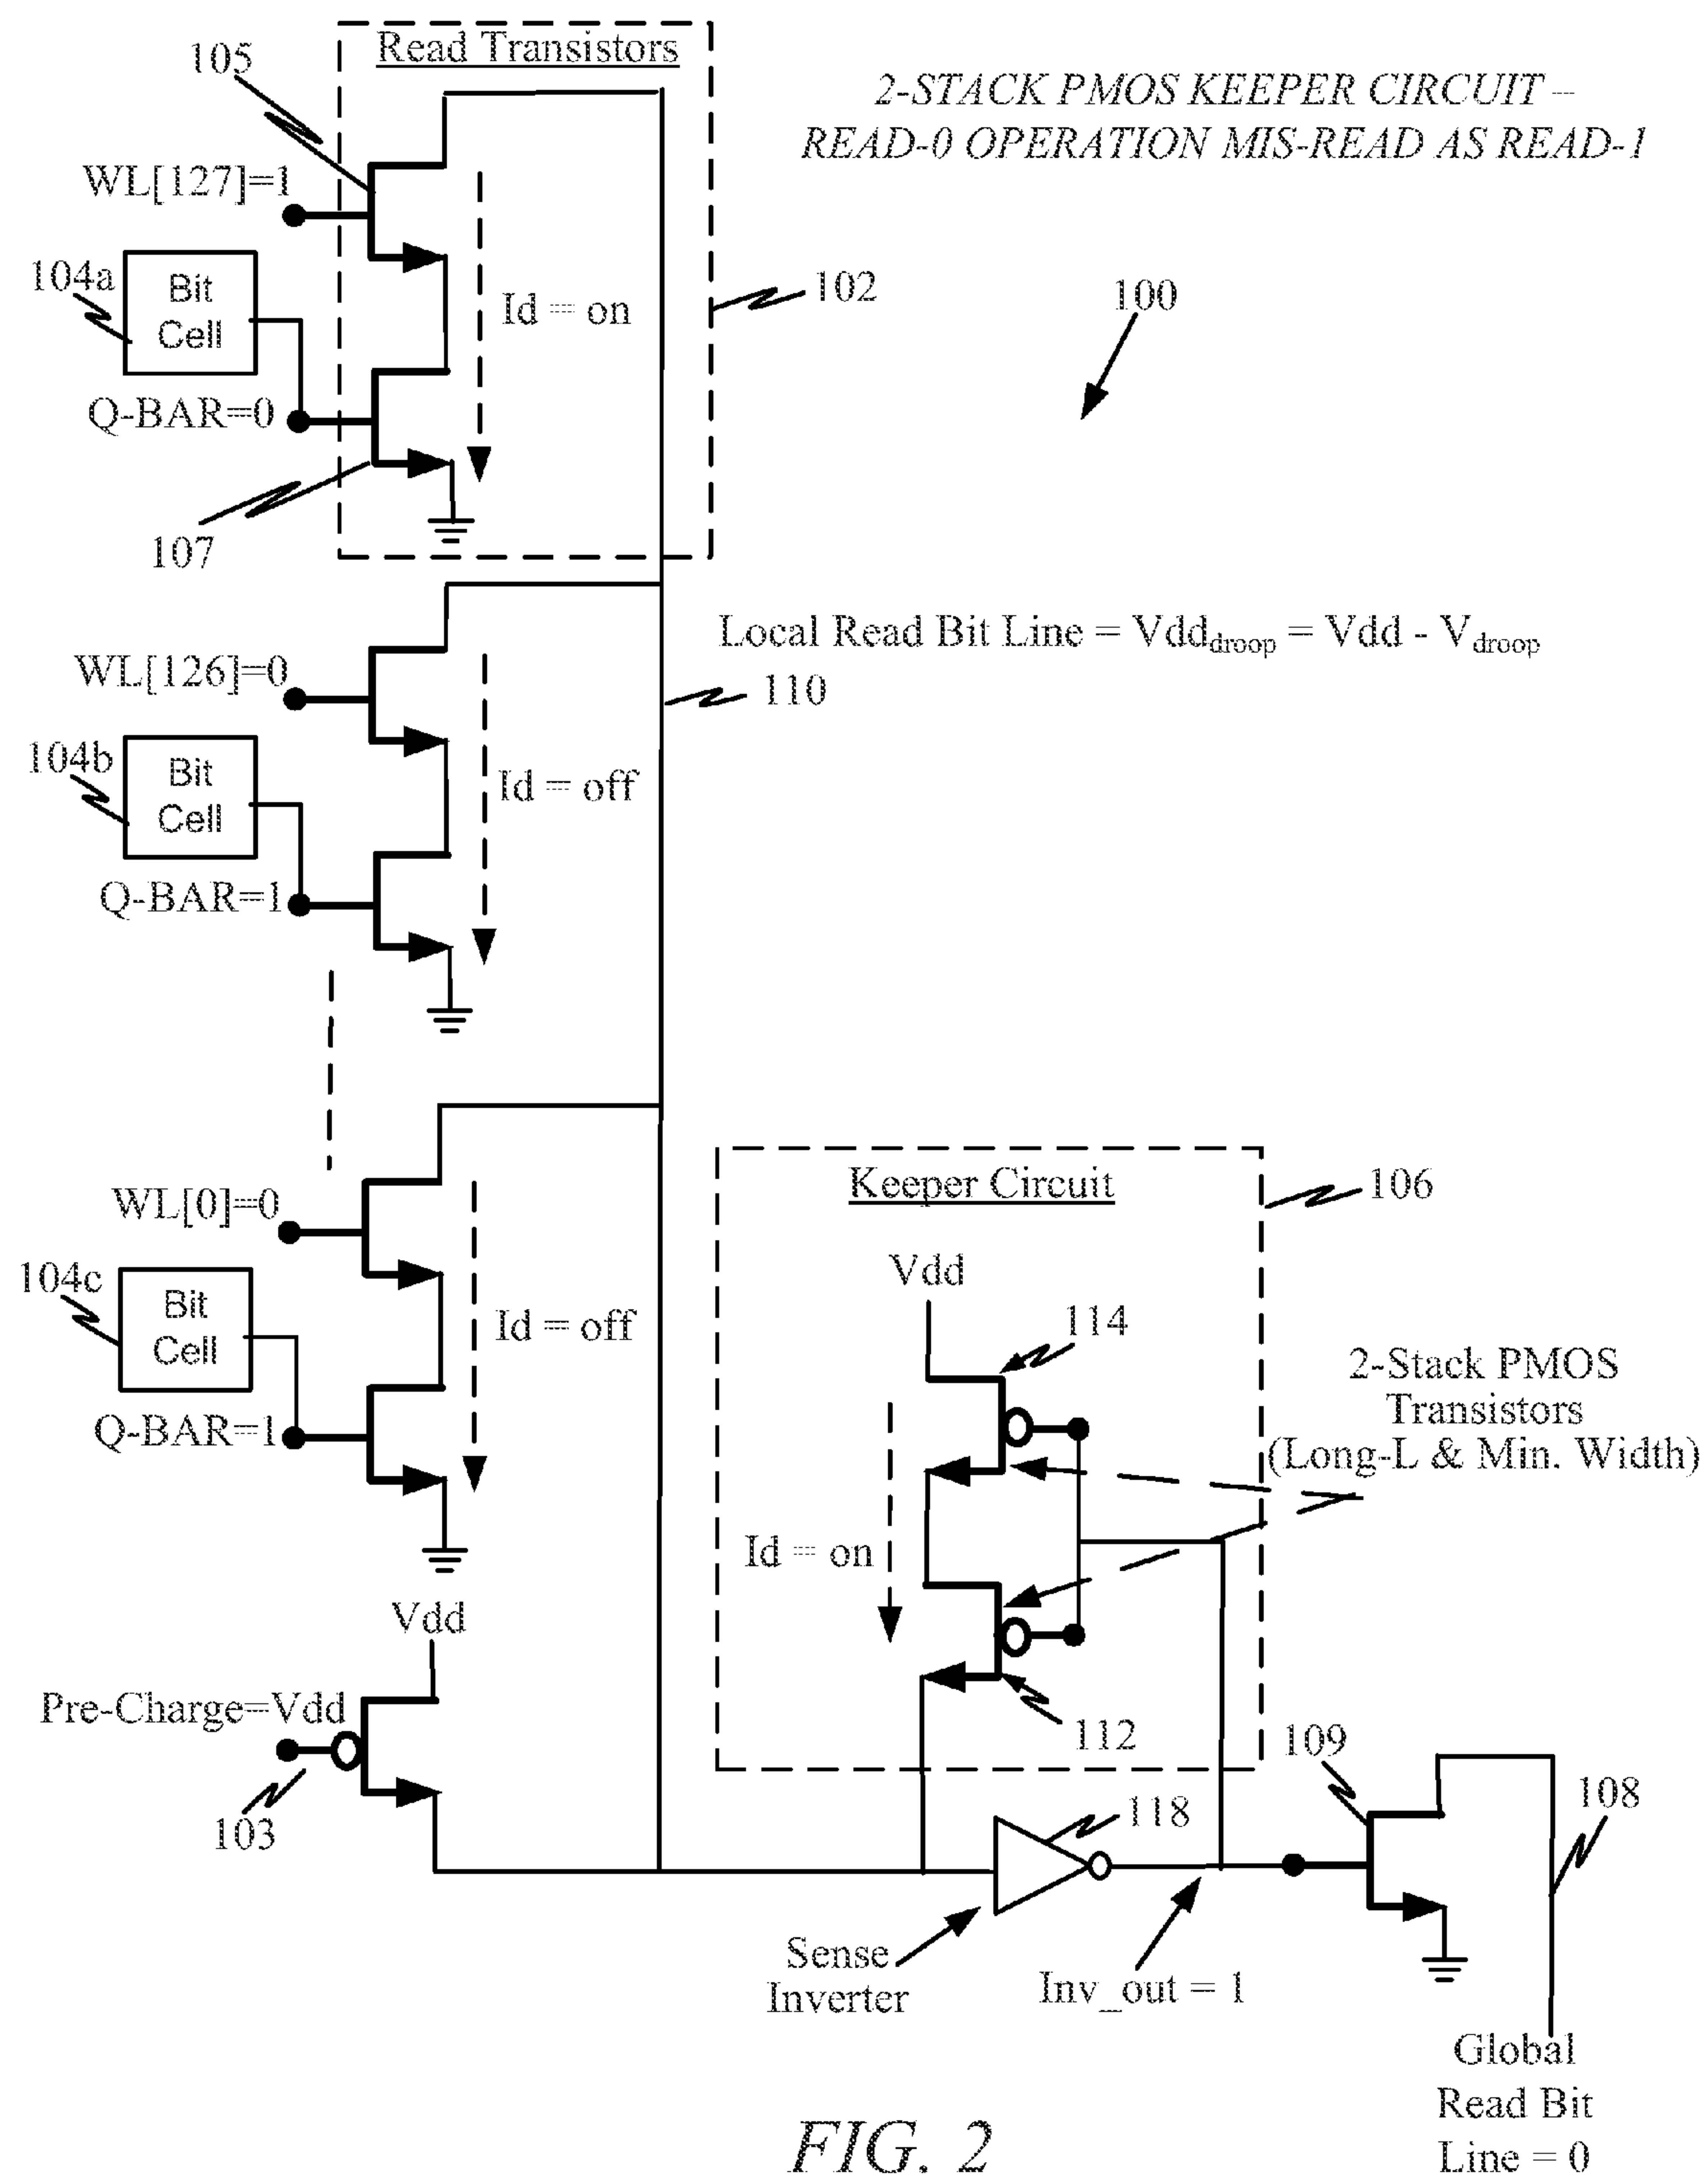 Read Transistors
105
2-STACK PMOS KEEPER CIRCUIT –
READ-0 OPERATION MIS-READ AS READ-1
WL[127]=1
104a
Bit
Cell
Id = on
102
100
Q-BAR=0
107
Local Read Bit Line = Vdddroop = Vdd - Vdroop
WL[126]=0
110
104b
Bit
Cell
Id = off
Q-BAR=1
Keeper Circuit
106
WL[0]=0
Vdd
104c
Bit
Cell
Id = off
114
2-Stack PMOS
Transistors
(Long-L & Min. Width)
Q-BAR=1
Id = on
Vdd
Pre-Charge=Vdd
112
109
103
118
108
Sense
Inverter
Inv_out = 1
Global
Read Bit
Line = 0
FIG. 2